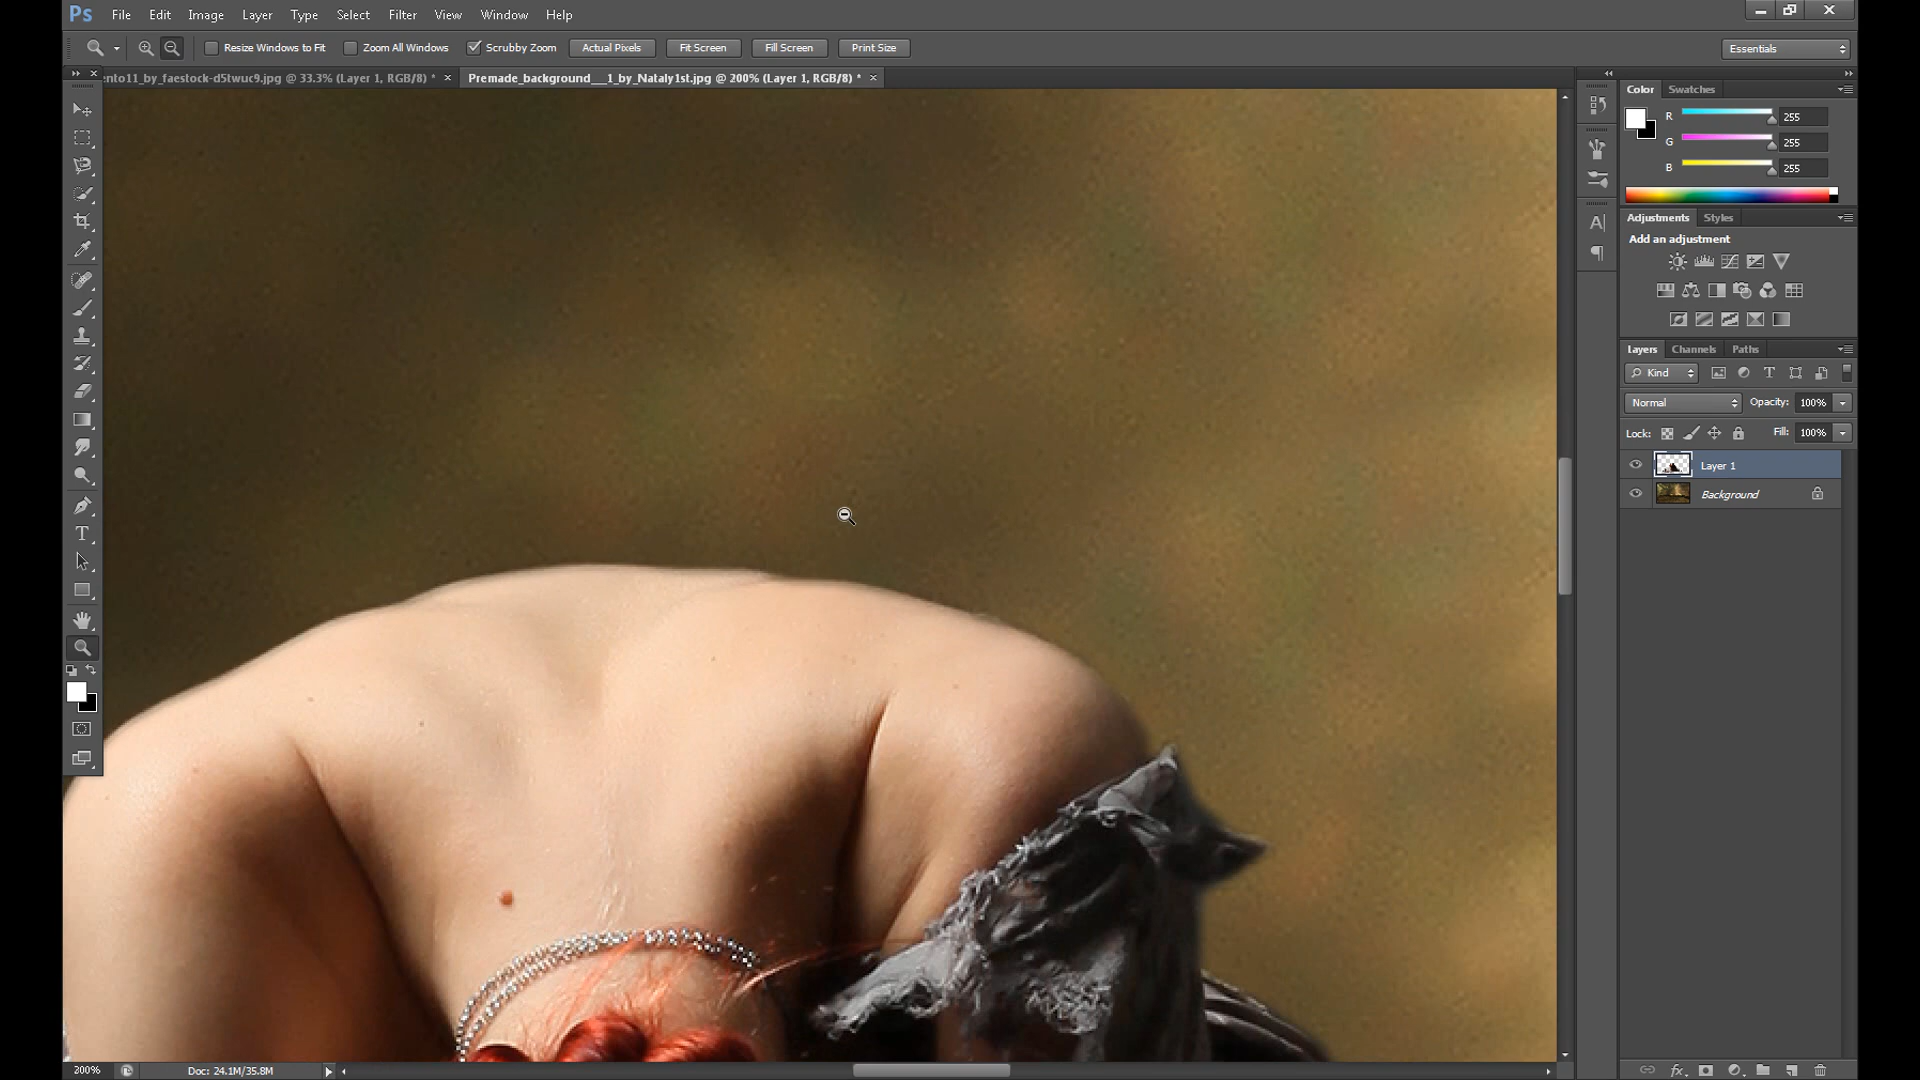 Ps File Edit Image Layer Type Select Filter View Window Help
Resize Windows to Fit Zoom All Windows Scrubby Zoom Actual Pixels Fit Screen Fill Screen Print Size Essentials
ento11_by_faestock-d5twuc9.jpg @ 33.3% (Layer 1, RGB/8) * × Premade_background__1_by_Nataly1st.jpg @ 200% (Layer 1, RGB/8) * ×
Color Swatches
R 255
G 255
B 255
Adjustments Styles
Add an adjustment
Layers Channels Paths
Kind
Normal Opacity: 100%
Lock: Fill: 100%
Layer 1
Background
200% Doc: 24.1M/35.8M